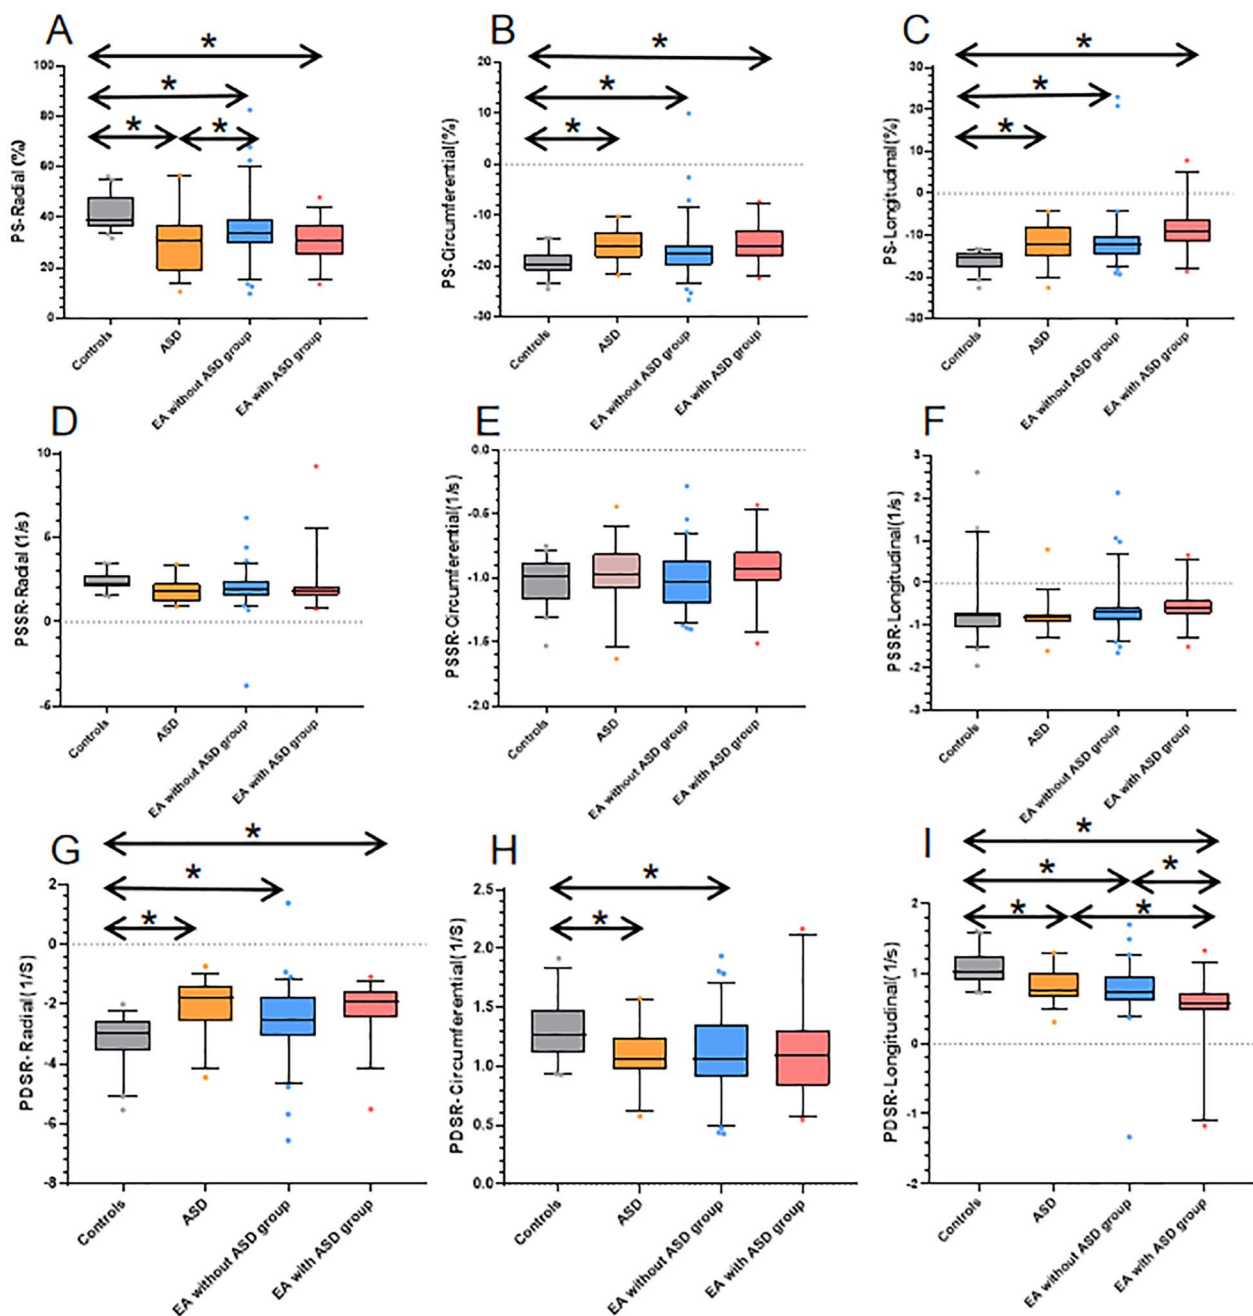 A
B
C
*
*
*
*
PS-Radial (%)
100
80
60
40
20
0
Controls
ASD
EA without ASD group
EA with ASD group
*
*
*
PS-Circumferential(%)
20
10
0
-10
-20
-30
Controls
ASD
EA without ASD group
EA with ASD group
*
*
*
PS-Longitudinal(%)
30
20
10
0
-10
-20
-30
Controls
ASD
EA without ASD group
EA with ASD group
D
E
F
PSSR-Radial (1/s)
10
5
0
-5
Controls
ASD
EA without ASD group
EA with ASD group
PSSR-Circumferential(1/s)
0.0
-0.5
-1.0
-1.5
-2.0
Controls
ASD
EA without ASD group
EA with ASD group
PSSR-Longitudinal(1/s)
3
2
1
0
-1
-2
-3
Controls
ASD
EA without ASD group
EA with ASD group
G
H
I
*
*
*
PDSR-Radial(1/S)
2
0
-2
-4
-6
-8
Controls
ASD
EA without ASD group
EA with ASD group
*
*
PDSR-Circumferential(1/S)
2.5
2.0
1.5
1.0
0.5
0.0
Controls
ASD
EA without ASD group
EA with ASD group
*
*
*
*
*
PDSR-Longitudinal(1/s)
2
1
0
-1
-2
Controls
ASD
EA without ASD group
EA with ASD group